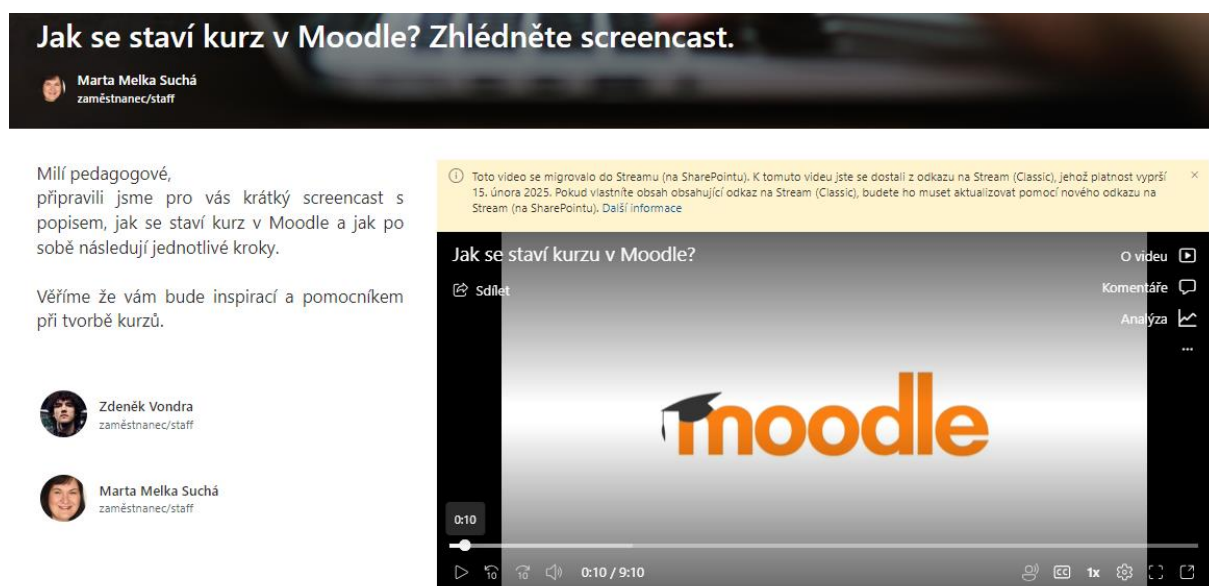 Jak se staví kurz v Moodle? Zhlédněte screencast.
Marta Melka Suchá
zaměstnanec/staff
Milí pedagogové,
připravili jsme pro vás krátký screencast s
popisem, jak se staví kurz v Moodle a jak po
sobě následují jednotlivé kroky.
Věříme že vám bude inspirací a pomocníkem
při tvorbě kurzů.
Zdeněk Vondra
zaměstnanec/staff
Marta Melka Suchá
zaměstnanec/staff
Toto video se migrovalo do Streamu (na SharePointu). K tomuto videu jste se dostali z odkazu na Stream (Classic), jehož platnost vyprší
15. února 2025. Pokud vlastníte obsah obsahující odkaz na Stream (Classic), budete ho muset aktualizovat pomocí nového odkazu na
Stream (na SharePointu). Další informace
Jak se staví kurzu v Moodle?
O videu
Sdílet
Komentáře
Analýza
moodle
0:10
10 10 0:10 / 9:10 CC 1x